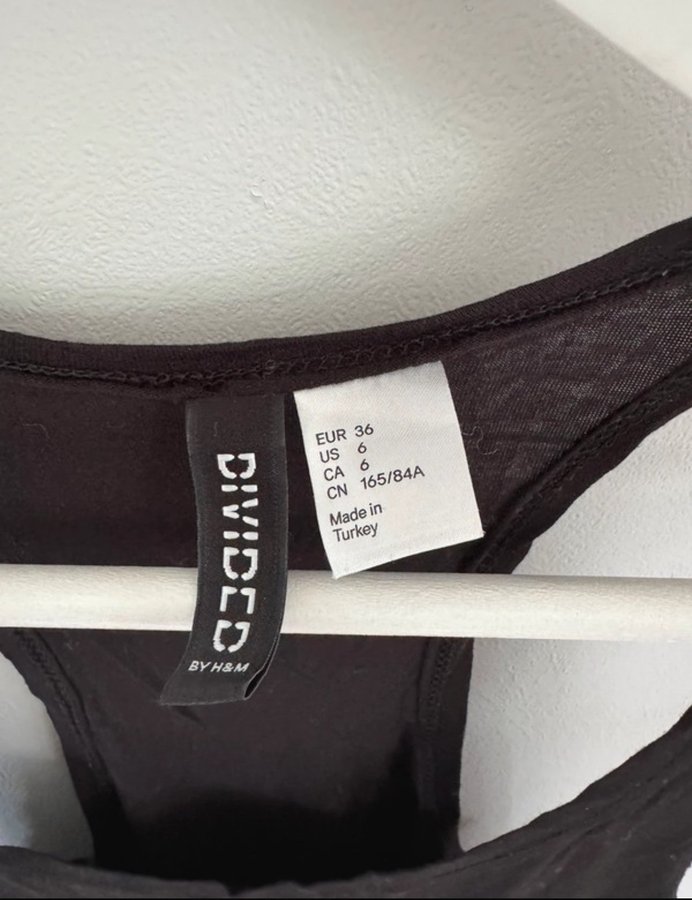 DIVIDED
BY H&M
EUR 36
US 6
CA 6
CN 165/84A
Made in
Turkey